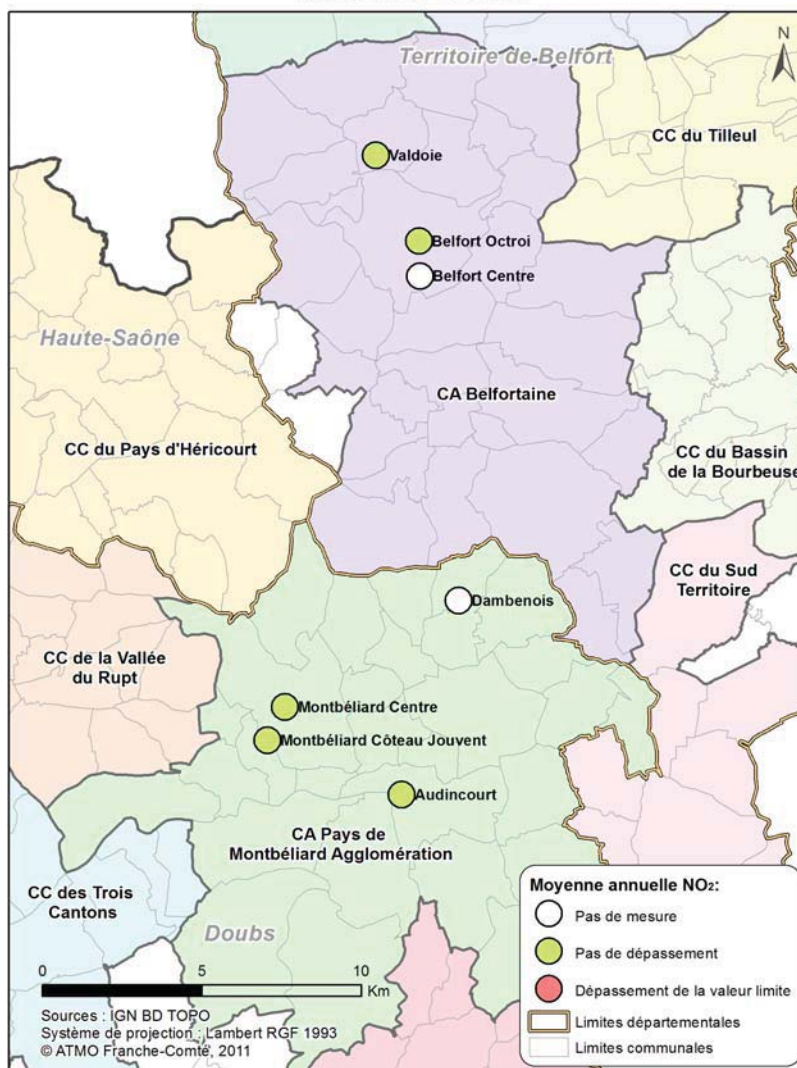 Territoire de Belfort
N
CC du Tilleul
Valdoie
Belfort Octroi
Belfort Centre
Haute-Saône
CA Belfortaine
CC du Pays d'Héricourt
CC du Bassin
de la Bourbeuse
CC du Sud
Territoire
Dambenois
CC de la Vallée
du Rupt
Montbéliard Centre
Montbéliard Côteau Jouvent
Audincourt
CA Pays de
Montbéliard Agglomération
CC des Trois
Cantons
Doubs
0 5 10
Km
Sources : IGN BD TOPO
Système de projection : Lambert RGF 1993
© ATMO Franche-Comté, 2011
Moyenne annuelle NO2:
Pas de mesure
Pas de dépassement
Dépassement de la valeur limite
Limites départementales
Limites communales